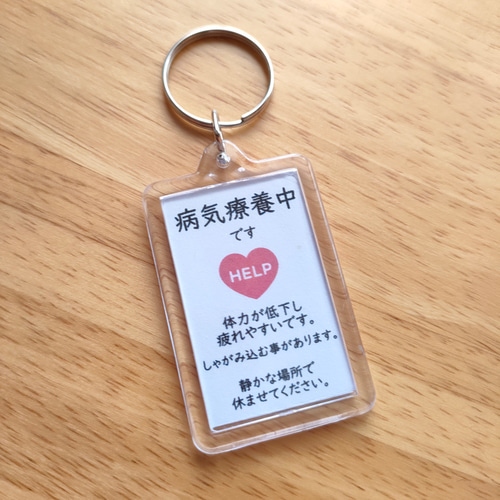 病気療養中
です
HELP
体力が低下し
疲れやすいです。
しゃがみ込む事があります。
静かな場所で
休ませてください。